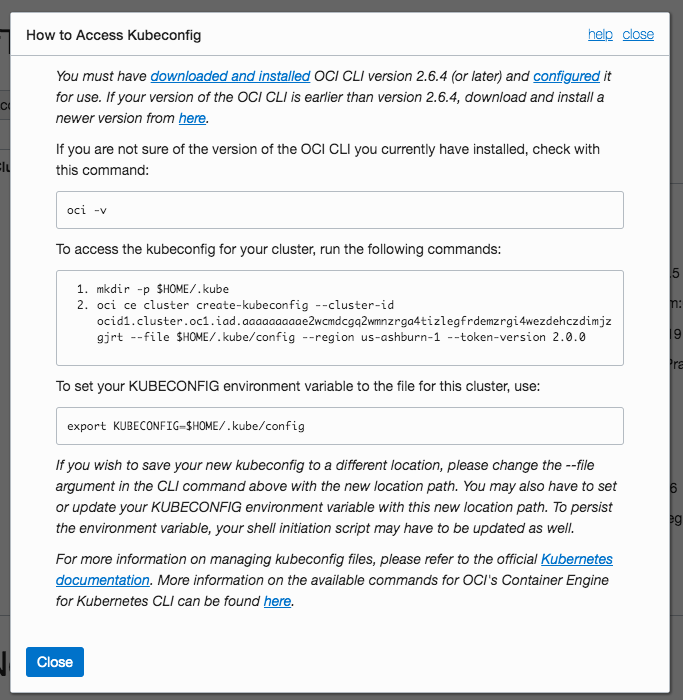 How to Access Kubeconfig
help close
You must have downloaded and installed OCI CLI version 2.6.4 (or later) and configured it
for use. If your version of the OCI CLI is earlier than version 2.6.4, download and install a
newer version from here.
If you are not sure of the version of the OCI CLI you currently have installed, check with
this command:
oci -v
To access the kubeconfig for your cluster, run the following commands:
1. mkdir -p $HOME/.kube
2. oci ce cluster create-kubeconfig --cluster-id
ocid1.cluster.oc1.iad.aaaaaaaaae2wcmdcgq2wmnzrga4tizlegfrdemzrgi4wezdehczdimjz
gjrt --file $HOME/.kube/config --region us-ashburn-1 --token-version 2.0.0
To set your KUBECONFIG environment variable to the file for this cluster, use:
export KUBECONFIG=$HOME/.kube/config
If you wish to save your new kubeconfig to a different location, please change the --file
argument in the CLI command above with the new location path. You may also have to set
or update your KUBECONFIG environment variable with this new location path. To persist
the environment variable, your shell initiation script may have to be updated as well.
For more information on managing kubeconfig files, please refer to the official Kubernetes
documentation. More information on the available commands for OCI's Container Engine
for Kubernetes CLI can be found here.
Close